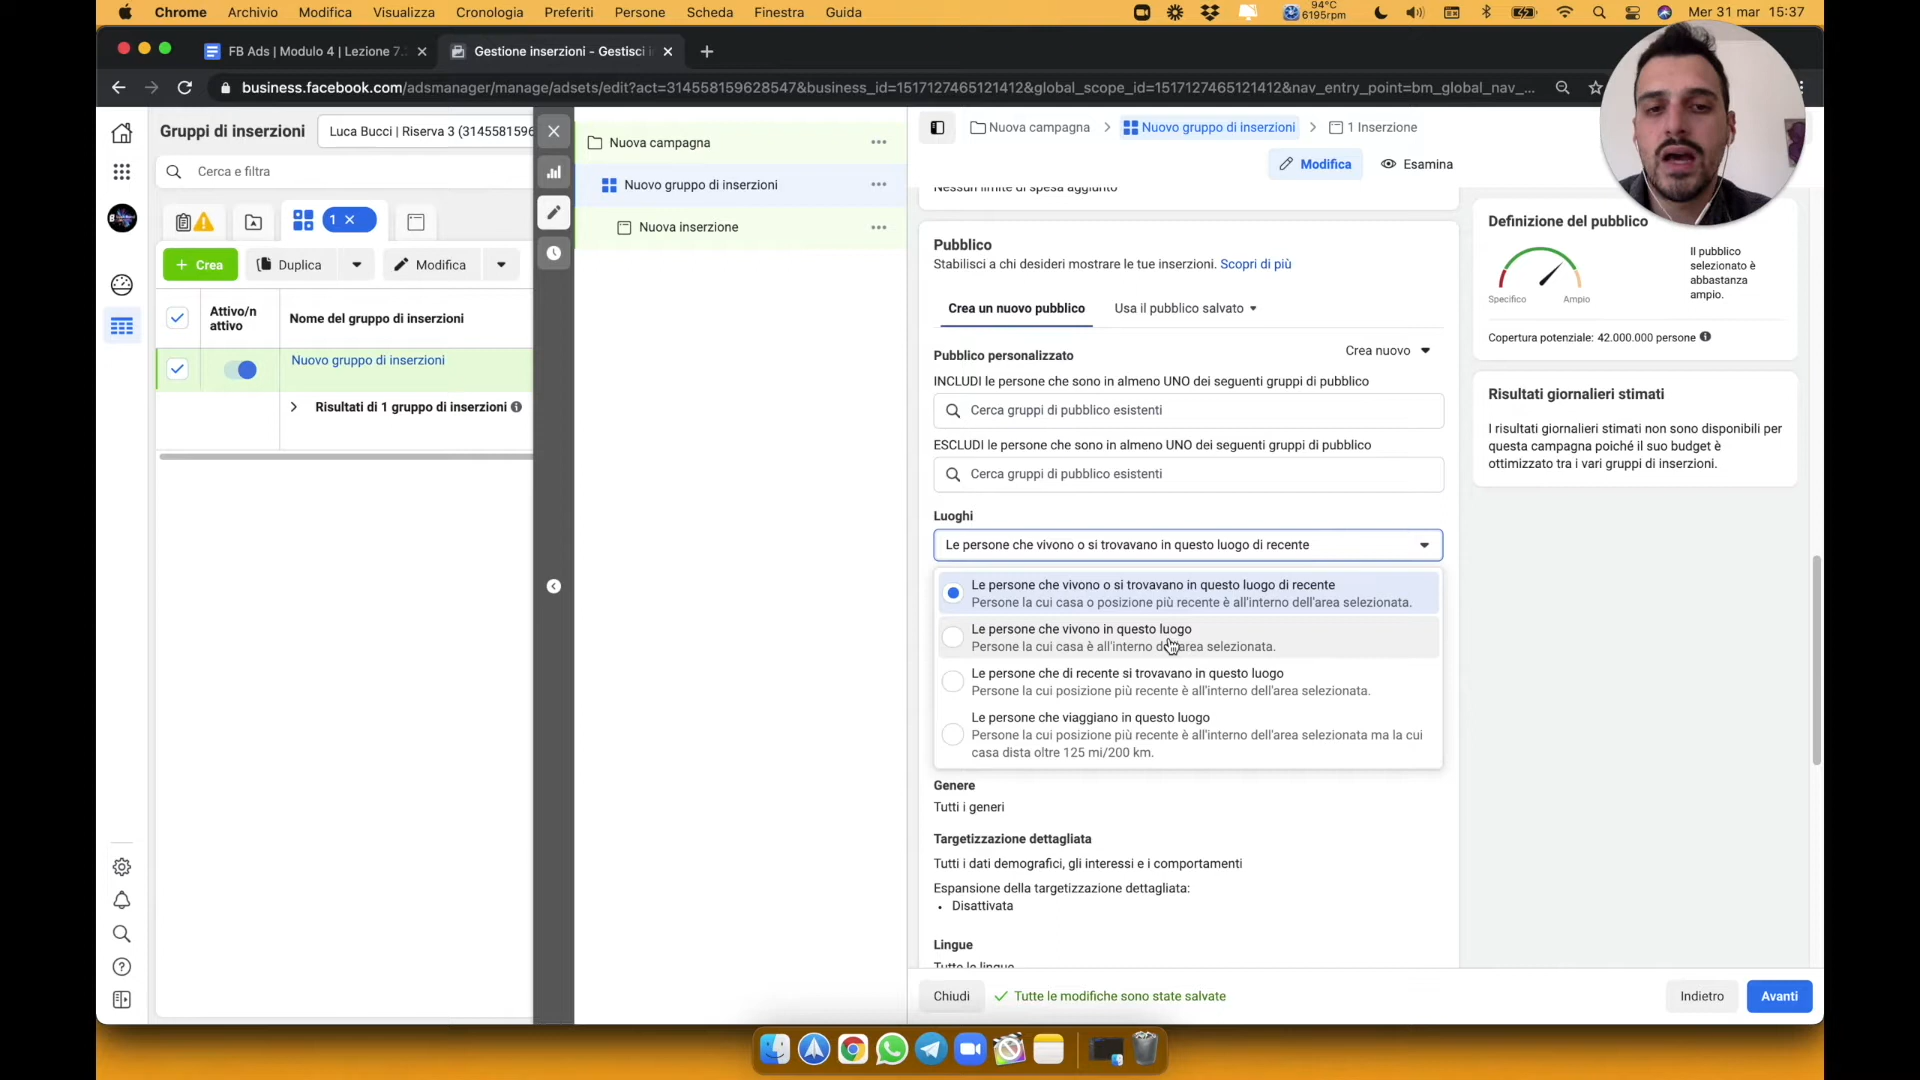 Chrome Archivio Modifica Visualizza Cronologia Preferiti Persone Scheda Finestra Guida
94°C
6195rpm
Mer 31 mar 15:37
FB Ads | Modulo 4 | Lezione 7.
Gestione inserzioni - Gestisci i
business.facebook.com/adsmanager/manage/adsets/edit?act=314558159628547&business_id=1517127465121412&global_scope_id=1517127465121412&nav_entry_point=bm_global_nav_...
Gruppi di inserzioni
Luca Bucci | Riserva 3 (3145581596
Cerca e filtra
1
Crea
Duplica
Modifica
Attivo/n
attivo
Nome del gruppo di inserzioni
Nuovo gruppo di inserzioni
Risultati di 1 gruppo di inserzioni
Nuova campagna
Nuovo gruppo di inserzioni
Nuova inserzione
Nuova campagna
Nuovo gruppo di inserzioni
1 Inserzione
Modifica
Esamina
Nessun limite di spesa aggiunto
Pubblico
Stabilisci a chi desideri mostrare le tue inserzioni. Scopri di più
Crea un nuovo pubblico
Usa il pubblico salvato
Pubblico personalizzato
Crea nuovo
INCLUDI le persone che sono in almeno UNO dei seguenti gruppi di pubblico
Cerca gruppi di pubblico esistenti
ESCLUDI le persone che sono in almeno UNO dei seguenti gruppi di pubblico
Cerca gruppi di pubblico esistenti
Luoghi
Le persone che vivono o si trovavano in questo luogo di recente
Le persone che vivono o si trovavano in questo luogo di recente
Persone la cui casa o posizione più recente è all'interno dell'area selezionata.
Le persone che vivono in questo luogo
Persone la cui casa è all'interno dell'area selezionata.
Le persone che di recente si trovavano in questo luogo
Persone la cui posizione più recente è all'interno dell'area selezionata.
Le persone che viaggiano in questo luogo
Persone la cui posizione più recente è all'interno dell'area selezionata ma la cui
casa dista oltre 125 mi/200 km.
Genere
Tutti i generi
Targetizzazione dettagliata
Tutti i dati demografici, gli interessi e i comportamenti
Espansione della targetizzazione dettagliata:
• Disattivata
Lingue
Tutte le lingue
Chiudi
Tutte le modifiche sono state salvate
Indietro
Avanti
Definizione del pubblico
Specifico
Ampio
Il pubblico
selezionato è
abbastanza
ampio.
Copertura potenziale: 42.000.000 persone
Risultati giornalieri stimati
I risultati giornalieri stimati non sono disponibili per
questa campagna poiché il suo budget è
ottimizzato tra i vari gruppi di inserzioni.